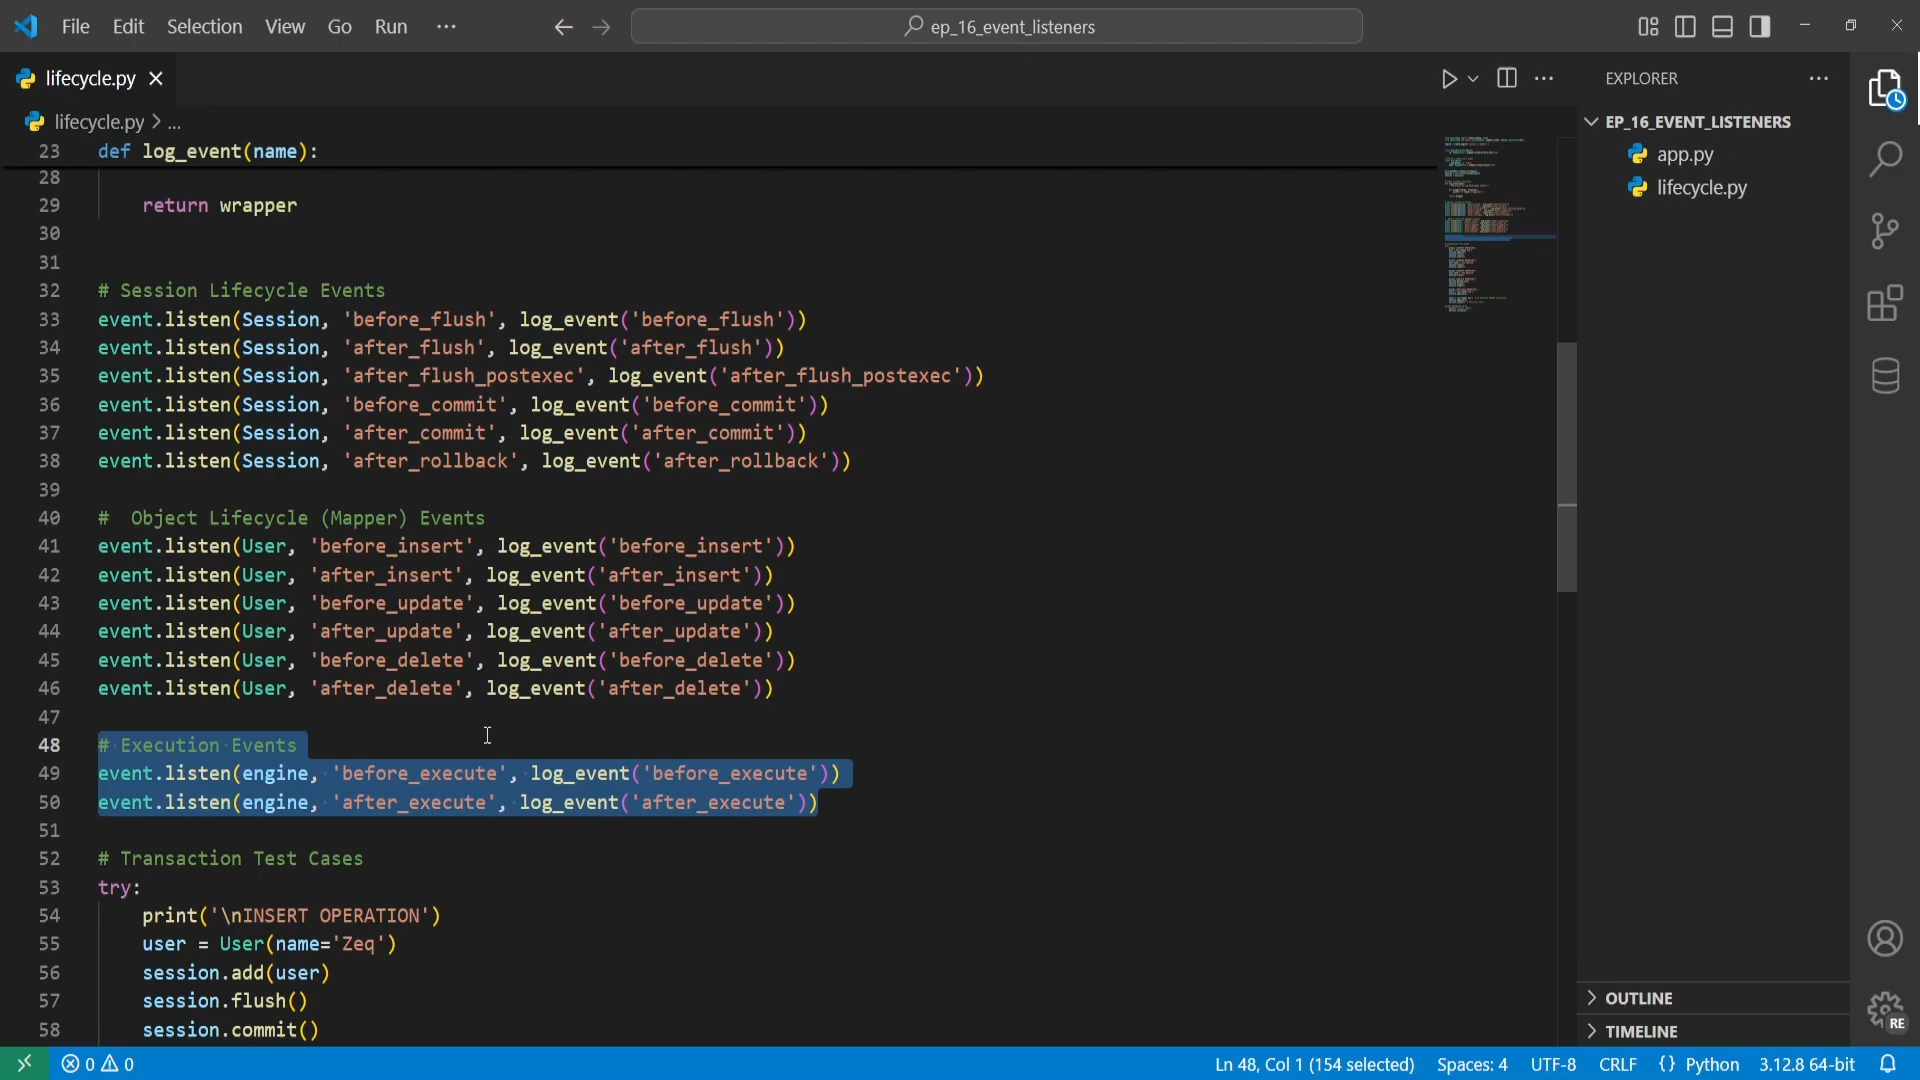 File Edit Selection View Go Run ···
ep_16_event_listeners
lifecycle.py
lifecycle.py > ...
23 def log_event(name):
28
29 return wrapper
30
31
32 # Session Lifecycle Events
33 event.listen(Session, 'before_flush', log_event('before_flush'))
34 event.listen(Session, 'after_flush', log_event('after_flush'))
35 event.listen(Session, 'after_flush_postexec', log_event('after_flush_postexec'))
36 event.listen(Session, 'before_commit', log_event('before_commit'))
37 event.listen(Session, 'after_commit', log_event('after_commit'))
38 event.listen(Session, 'after_rollback', log_event('after_rollback'))
39
40 #  Object Lifecycle (Mapper) Events
41 event.listen(User, 'before_insert', log_event('before_insert'))
42 event.listen(User, 'after_insert', log_event('after_insert'))
43 event.listen(User, 'before_update', log_event('before_update'))
44 event.listen(User, 'after_update', log_event('after_update'))
45 event.listen(User, 'before_delete', log_event('before_delete'))
46 event.listen(User, 'after_delete', log_event('after_delete'))
47
48 # Execution Events
49 event.listen(engine, 'before_execute', log_event('before_execute'))
50 event.listen(engine, 'after_execute', log_event('after_execute'))
51
52 # Transaction Test Cases
53 try:
54 print('\nINSERT OPERATION')
55 user = User(name='Zeq')
56 session.add(user)
57 session.flush()
58 session.commit()
EXPLORER
EP_16_EVENT_LISTENERS
app.py
lifecycle.py
OUTLINE
TIMELINE
RE
0 0
Ln 48, Col 1 (154 selected) Spaces: 4 UTF-8 CRLF {} Python 3.12.8 64-bit